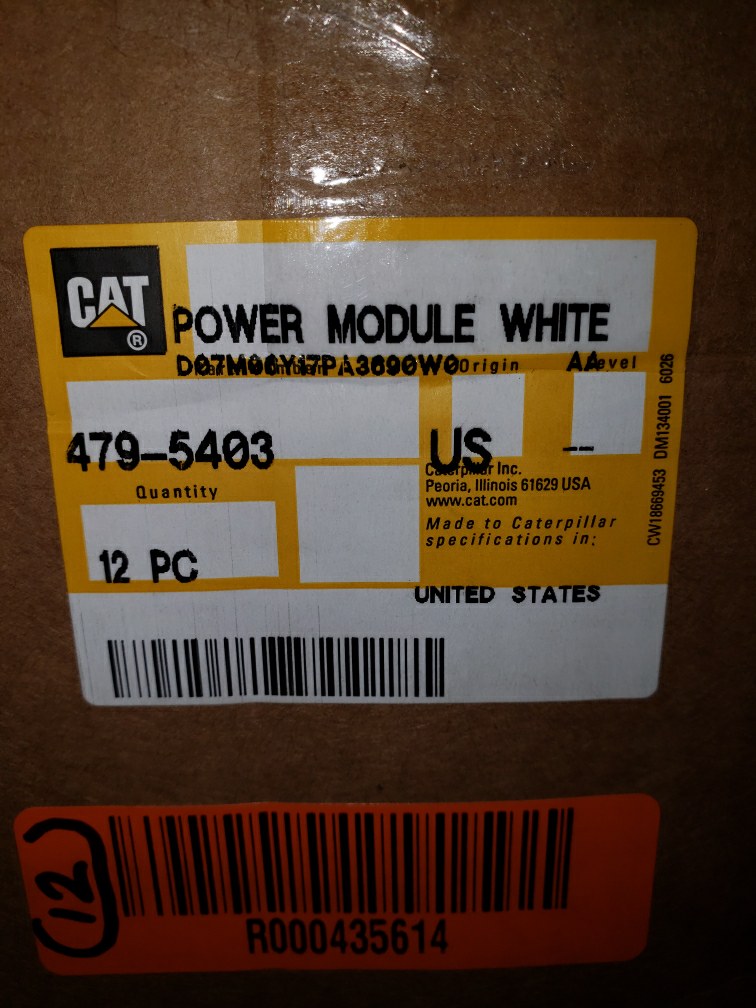 CAT
®
POWER MODULE WHITE
D07M06Y17PA3690W0 Origin AA Level
479-5403 US --
Quantity
12 PC
Caterpillar Inc.
Peoria, Illinois 61629 USA
www.cat.com
Made to Caterpillar
specifications in:
UNITED STATES
CW18669453 DM134001 6026
12
R000435614